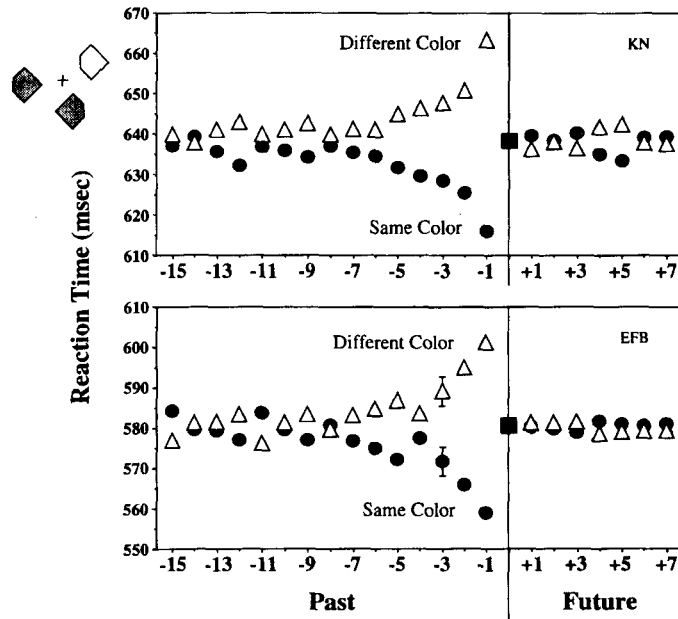 Reaction Time (msec)
670
660
650
640
630
620
610
Different Color
KN
Same Color
-15 -13 -11 -9 -7 -5 -3 -1 +1 +3 +5 +7
610
600
590
580
570
560
550
Different Color
EFB
Same Color
-15 -13 -11 -9 -7 -5 -3 -1 +1 +3 +5 +7
Past Future